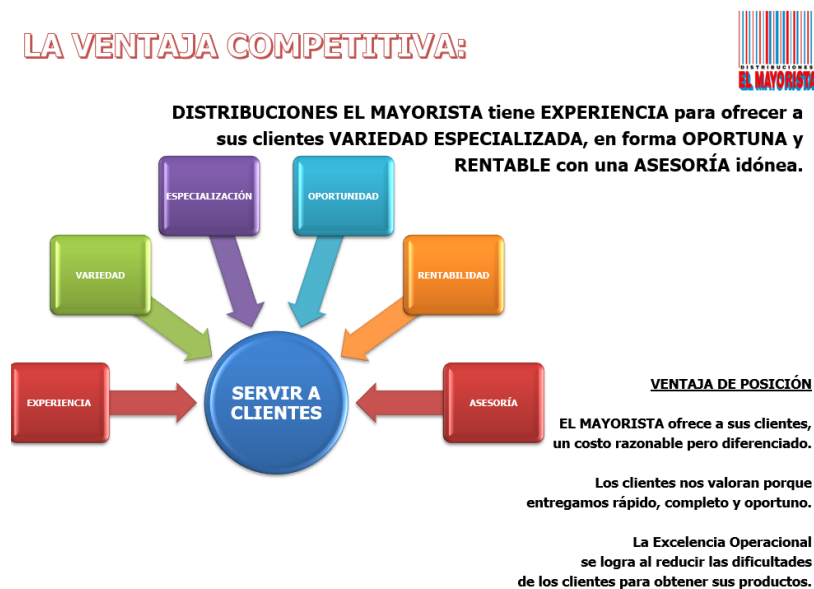 LA VENTAJA COMPETITIVA:
DISTRIBUCIONES
EL MAYORISTA
DISTRIBUCIONES EL MAYORISTA tiene EXPERIENCIA para ofrecer a
sus clientes VARIEDAD ESPECIALIZADA, en forma OPORTUNA y
RENTABLE con una ASESORÍA idónea.
ESPECIALIZACIÓN
OPORTUNIDAD
VARIEDAD
RENTABILIDAD
EXPERIENCIA
SERVIR A
CLIENTES
ASESORÍA
VENTAJA DE POSICIÓN
EL MAYORISTA ofrece a sus clientes,
un costo razonable pero diferenciado.
Los clientes nos valoran porque
entregamos rápido, completo y oportuno.
La Excelencia Operacional
se logra al reducir las dificultades
de los clientes para obtener sus productos.